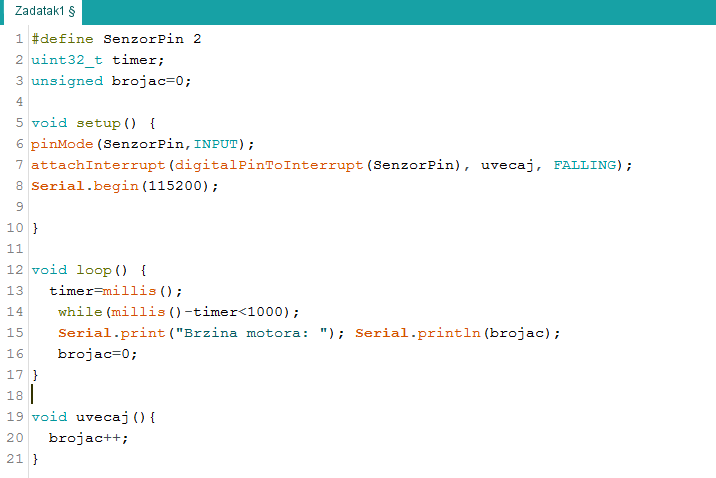 Zadatak1 §
1 #define SenzorPin 2
2 uint32_t timer;
3 unsigned brojac=0;
4
5 void setup() {
6 pinMode(SenzorPin,INPUT);
7 attachInterrupt(digitalPinToInterrupt(SenzorPin), uvecaj, FALLING);
8 Serial.begin(115200);
9
10 }
11
12 void loop() {
13   timer=millis();
14    while(millis()-timer<1000);
15    Serial.print("Brzina motora: "); Serial.println(brojac);
16    brojac=0;
17 }
18
19 void uvecaj(){
20   brojac++;
21 }